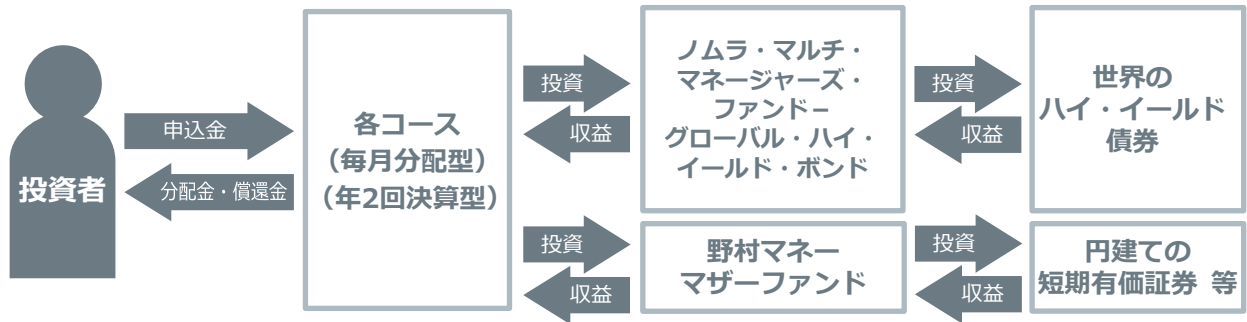 投資者
申込金
分配金・償還金
各コース
（毎月分配型）
（年2回決算型）
投資
収益
ノムラ・マルチ・
マネージャーズ・
ファンド－
グローバル・ハイ・
イールド・ボンド
投資
収益
世界の
ハイ・イールド
債券
投資
収益
野村マネー
マザーファンド
投資
収益
円建ての
短期有価証券 等